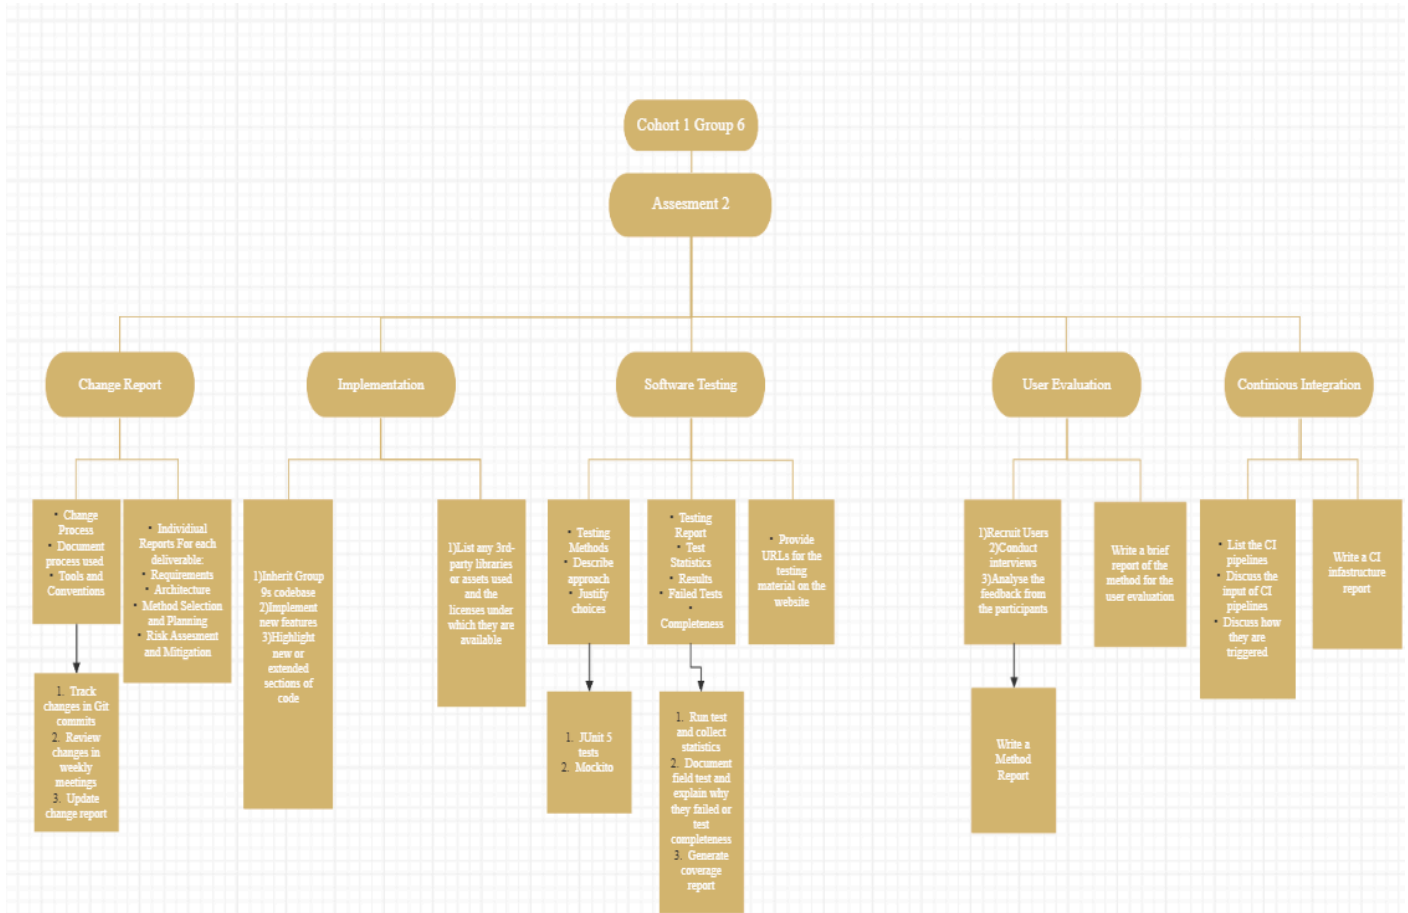 Cohort 1 Group 6
Assesment 2
Change Report
Implementation
Software Testing
User Evaluation
Continious Integration
• Change
Process
• Document
process used
• Tools and
Conventions
• Individiual
Reports For each
deliverable:
• Requirements
• Architecture
• Method Selection
and Planning
• Risk Assesment
and Mitigation
1)Inherit Group
9s codebase
2)Implement
new features
3)Highlight
new or
extended
sections of
code
1)List any 3rd-
party libraries
or assets used
and the
licenses under
which they are
available
• Testing
Methods
• Describe
approach
• Justify
choices
• Testing
Report
• Test
Statistics
• Results
• Failed Tests
•
Completeness
• Provide
URLs for the
testing
material on the
website
1)Recruit Users
2)Conduct
interviews
3)Analyse the
feedback from
the participants
Write a brief
report of the
method for the
user evaluation
• List the CI
pipelines
• Discuss the
input of CI
pipelines
• Discuss how
they are
triggered
Write a CI
infastructure
report
1. Track
changes in Git
commits
2. Review
changes in
weekly
meetings
3. Update
change report
1. JUnit 5
tests
2. Mockito
1. Run test
and collect
statistics
2. Document
field test and
explain why
they failed or
test
completeness
3. Generate
coverage
report
Write a
Method
Report